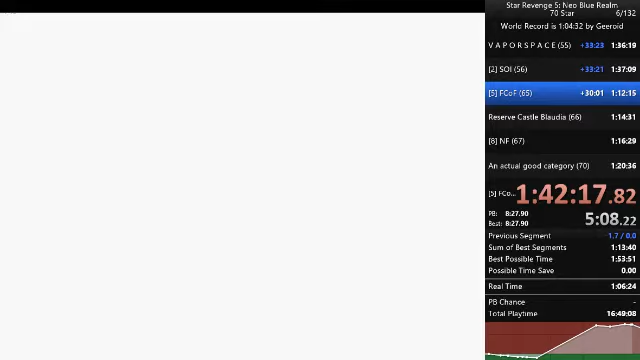 Star Revenge 5: Neo Blue Realm
70 Star 6/132
World Record is 1:04:32 by Geeroid
V A P O R S P A C E (55) +33:23 1:36:19
[2] SOI (56) +33:21 1:37:09
[5] FCoF (65) +30:01 1:12:15
Reserve Castle Blaudia (66) 1:14:31
[8] NF (67) 1:16:29
An actual good category (70) 1:20:36
[5] FCo... 1:42:17.82
PB: 8:27.90
Best: 8:27.90 5:08.22
Previous Segment 1.7 / 0.0
Sum of Best Segments 1:13:40
Best Possible Time 1:53:51
Possible Time Save 0.00
Real Time 1:06:24
PB Chance -
Total Playtime 16:49:08